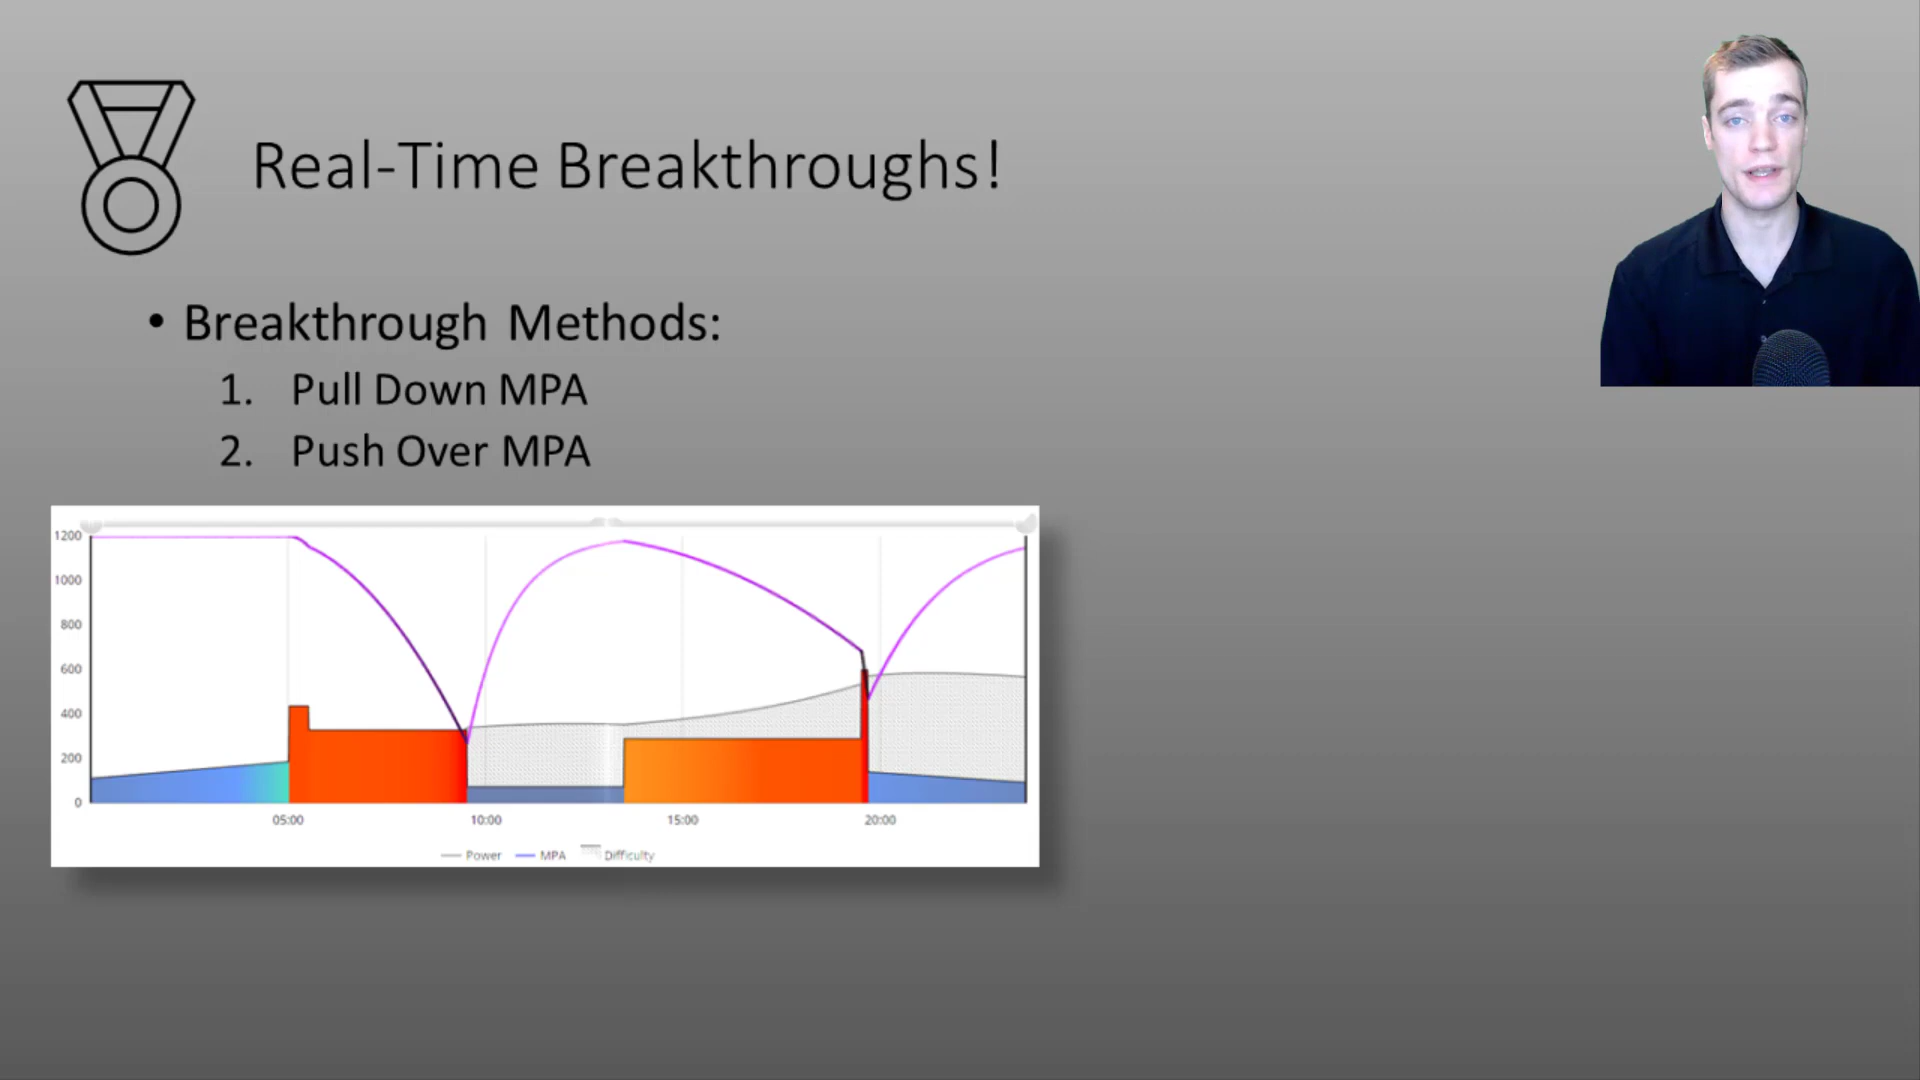 Real-Time Breakthroughs!
• Breakthrough Methods:
1. Pull Down MPA
2. Push Over MPA
1200
1000
800
600
400
200
0
05:00 10:00 15:00 20:00
Power MPA Difficulty